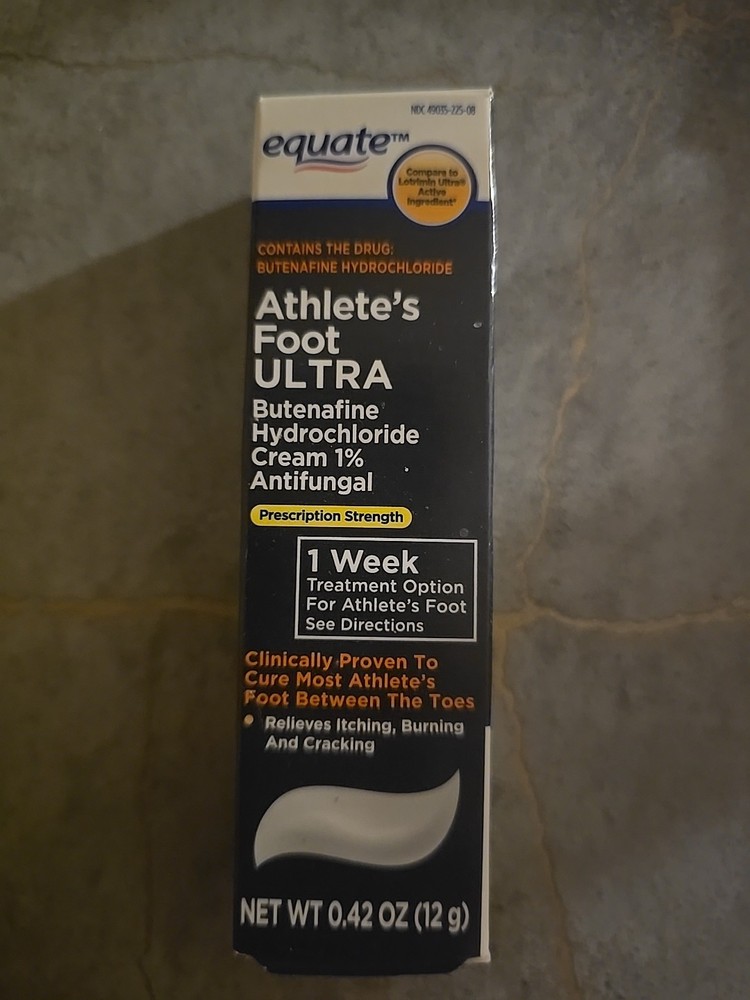 NDC 49035-225-08
equate™
Compare to
Lotrimin Ultra®
Active
Ingredient*
CONTAINS THE DRUG:
BUTENAFINE HYDROCHLORIDE
Athlete's
Foot
ULTRA
Butenafine
Hydrochloride
Cream 1%
Antifungal
Prescription Strength
1 Week
Treatment Option
For Athlete's Foot
See Directions
Clinically Proven To
Cure Most Athlete's
Foot Between The Toes
• Relieves Itching, Burning
And Cracking
NET WT 0.42 OZ (12 g)